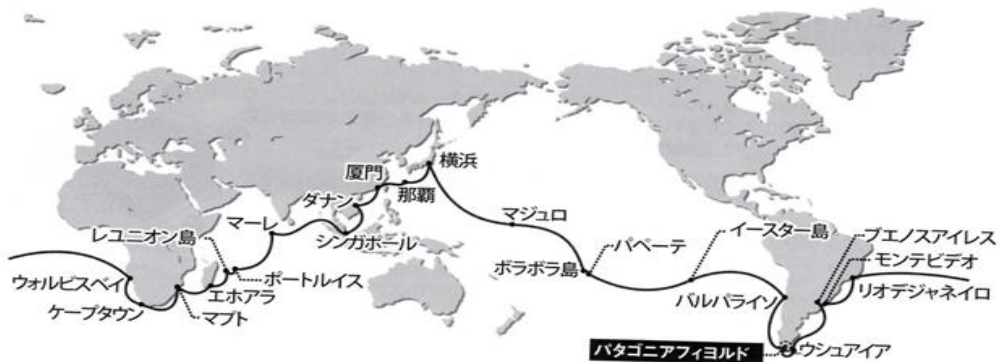 横浜
厦門
那覇
ダナン
マーレ
シンガポール
レユニオン島
ポートルイス
エホアラ
マプト
ケープタウン
ウォルビスベイ
マジュロ
ボラボラ島
パペーテ
イースター島
バルパライソ
パタゴニアフィヨルド
ウシュアイア
ブエノスアイレス
モンテビデオ
リオデジャネイロ